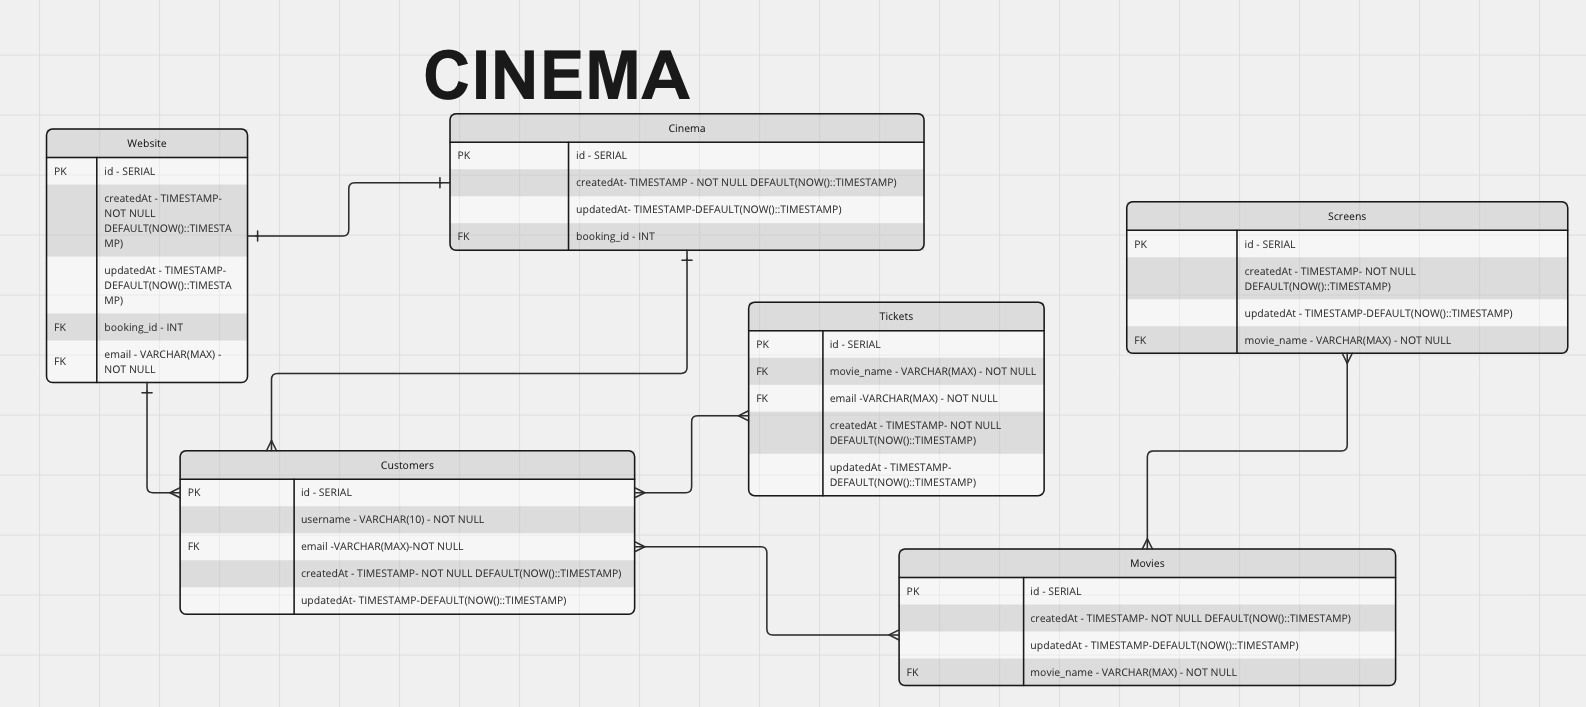 CINEMA
Website
PK id - SERIAL
createdAt - TIMESTAMP-
NOT NULL
DEFAULT(NOW()::TIMESTA
MP)
updatedAt - TIMESTAMP-
DEFAULT(NOW()::TIMESTA
MP)
FK booking_id - INT
FK email - VARCHAR(MAX) -
NOT NULL
Cinema
PK id - SERIAL
createdAt- TIMESTAMP - NOT NULL DEFAULT(NOW()::TIMESTAMP)
updatedAt- TIMESTAMP-DEFAULT(NOW()::TIMESTAMP)
FK booking_id - INT
Screens
PK id - SERIAL
createdAt - TIMESTAMP- NOT NULL
DEFAULT(NOW()::TIMESTAMP)
updatedAt - TIMESTAMP-DEFAULT(NOW()::TIMESTAMP)
FK movie_name - VARCHAR(MAX) - NOT NULL
Tickets
PK id - SERIAL
FK movie_name - VARCHAR(MAX) - NOT NULL
FK email -VARCHAR(MAX) - NOT NULL
createdAt - TIMESTAMP- NOT NULL
DEFAULT(NOW()::TIMESTAMP)
updatedAt - TIMESTAMP-
DEFAULT(NOW()::TIMESTAMP)
Customers
PK id - SERIAL
username - VARCHAR(10) - NOT NULL
FK email -VARCHAR(MAX)-NOT NULL
createdAt - TIMESTAMP- NOT NULL DEFAULT(NOW()::TIMESTAMP)
updatedAt- TIMESTAMP-DEFAULT(NOW()::TIMESTAMP)
Movies
PK id - SERIAL
createdAt - TIMESTAMP- NOT NULL DEFAULT(NOW()::TIMESTAMP)
updatedAt - TIMESTAMP-DEFAULT(NOW()::TIMESTAMP)
FK movie_name - VARCHAR(MAX) - NOT NULL